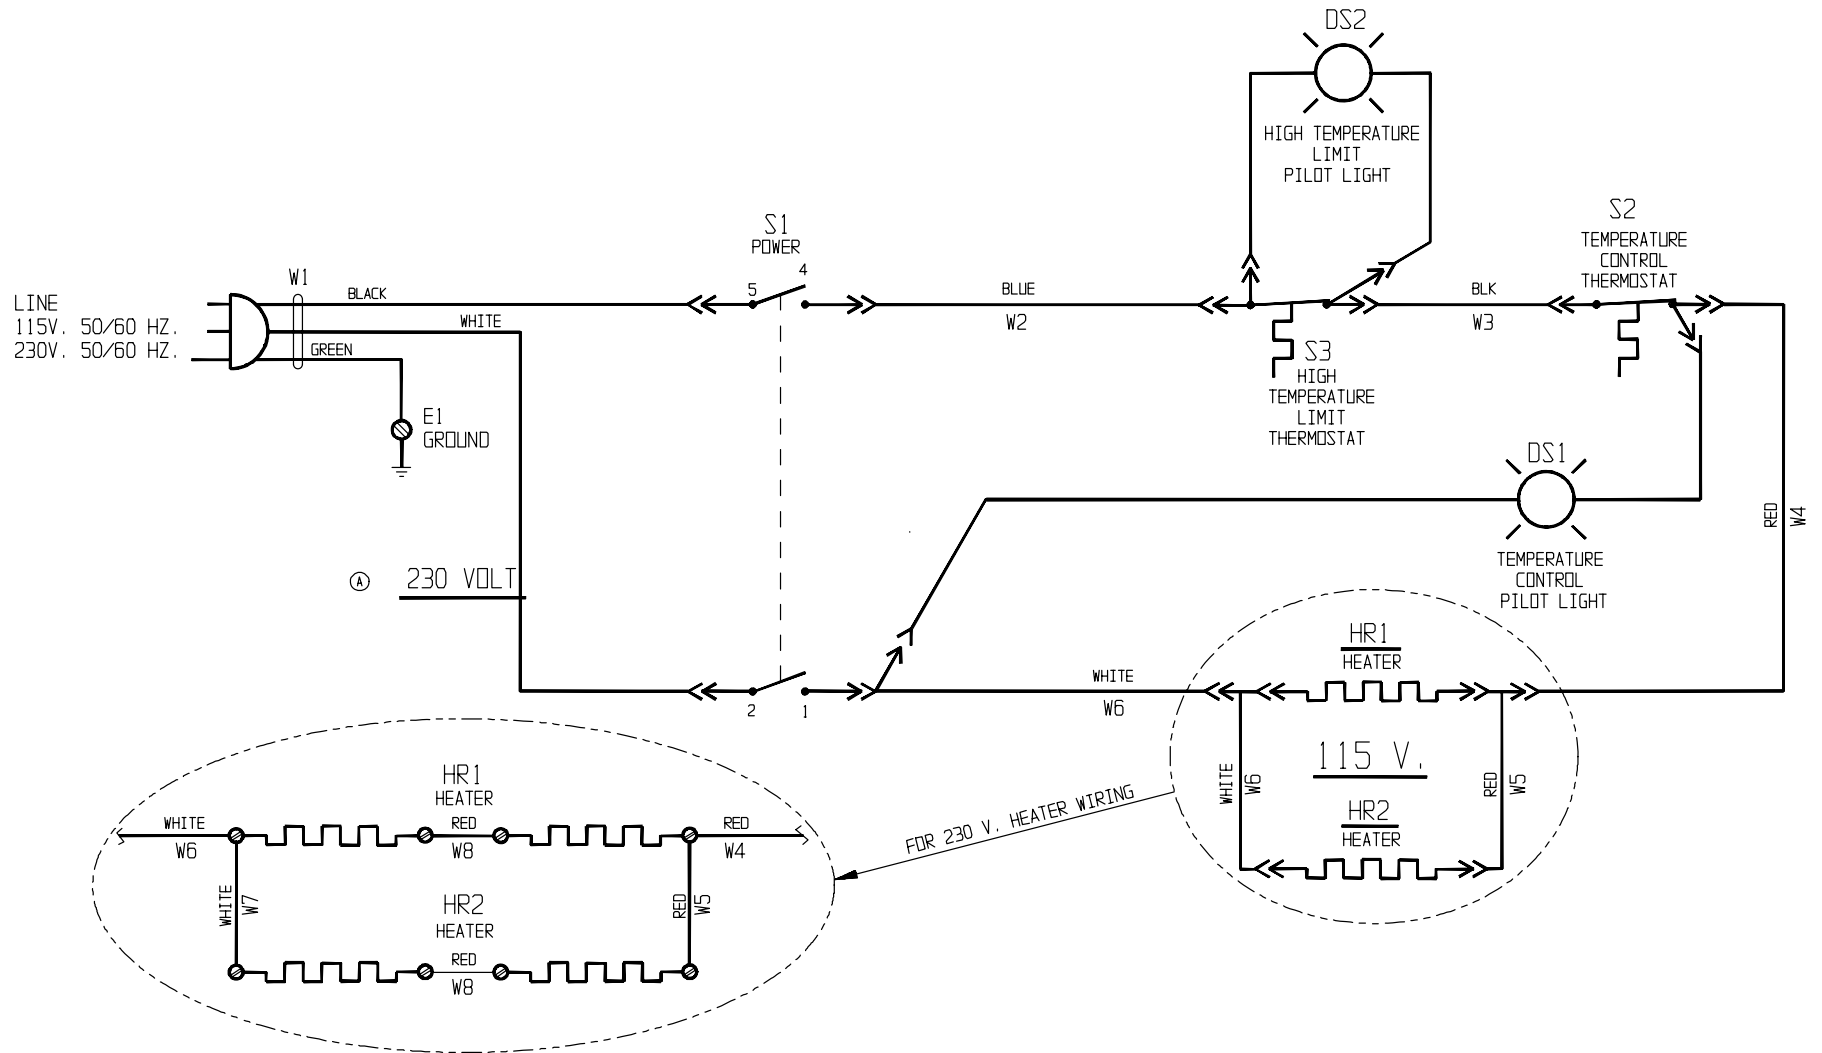 DS2
HIGH TEMPERATURE
LIMIT
PILOT LIGHT
S1
POWER
4
5
S2
TEMPERATURE
CONTROL
THERMOSTAT
W1
LINE
115V. 50/60 HZ.
230V. 50/60 HZ.
BLACK
WHITE
GREEN
BLUE
W2
BLK
W3
S3
HIGH
TEMPERATURE
LIMIT
THERMOSTAT
E1
GROUND
DS1
TEMPERATURE
CONTROL
PILOT LIGHT
RED
W4
A
230 VOLT
2
1
WHITE
W6
HR1
HEATER
115 V.
WHITE
W6
RED
W5
HR2
HEATER
FOR 230 V. HEATER WIRING
HR1
HEATER
WHITE
W6
RED
W8
RED
W4
WHITE
W7
HR2
HEATER
RED
W5
RED
W8